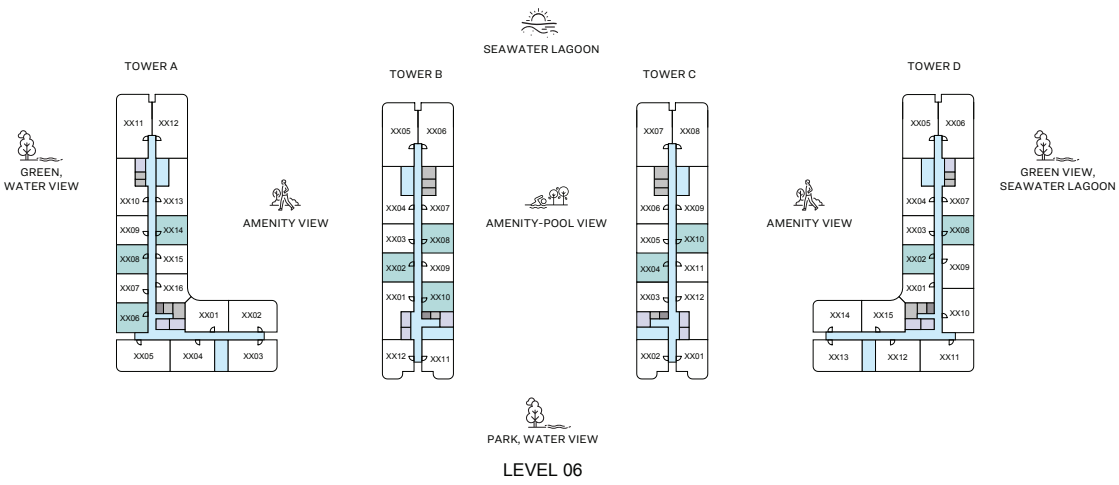 SEAWATER LAGOON
TOWER A
TOWER B
TOWER C
TOWER D
XX11 XX12
XX05 XX06
XX07 XX08
XX05 XX06
GREEN,
WATER VIEW
GREEN VIEW,
SEAWATER LAGOON
XX10 XX13
XX04 XX07
XX06 XX09
XX04 XX07
AMENITY VIEW
AMENITY-POOL VIEW
AMENITY VIEW
XX09 XX14
XX03 XX08
XX05 XX10
XX03 XX08
XX08 XX15
XX02 XX09
XX04 XX11
XX02 XX09
XX07 XX16
XX01 XX10
XX03 XX12
XX01 XX10
XX06 XX01 XX02
XX14 XX15
XX05 XX04 XX03
XX12 XX11
XX02 XX01
XX13 XX12 XX11
PARK, WATER VIEW
LEVEL 06